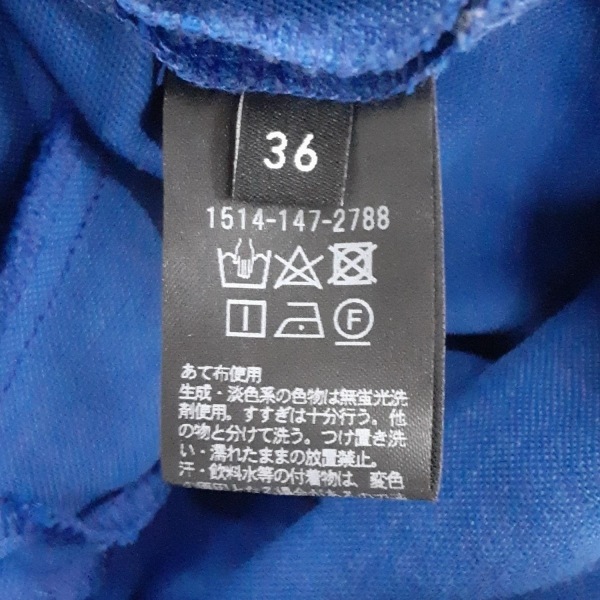 36
1514-147-2788
F
あて布使用
生成・淡色系の色物は無蛍光洗
剤使用。すすぎは十分行う。他
の物と分けて洗う。つけ置き洗
い・濡れたままの放置禁止。
汗・飲料水等の付着物は、変色